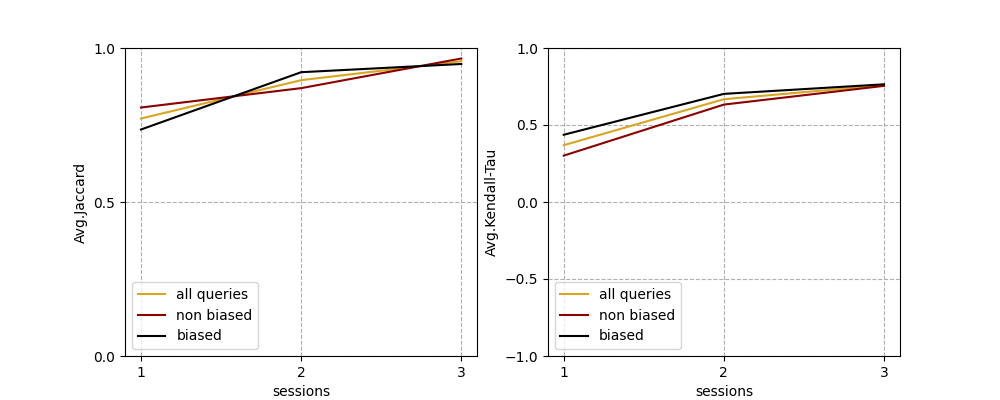 1.0
0.5
0.0
Avg.Jaccard
all queries
non biased
biased
1 2 3
sessions
1.0
0.5
0.0
−0.5
−1.0
Avg.Kendall-Tau
all queries
non biased
biased
1 2 3
sessions